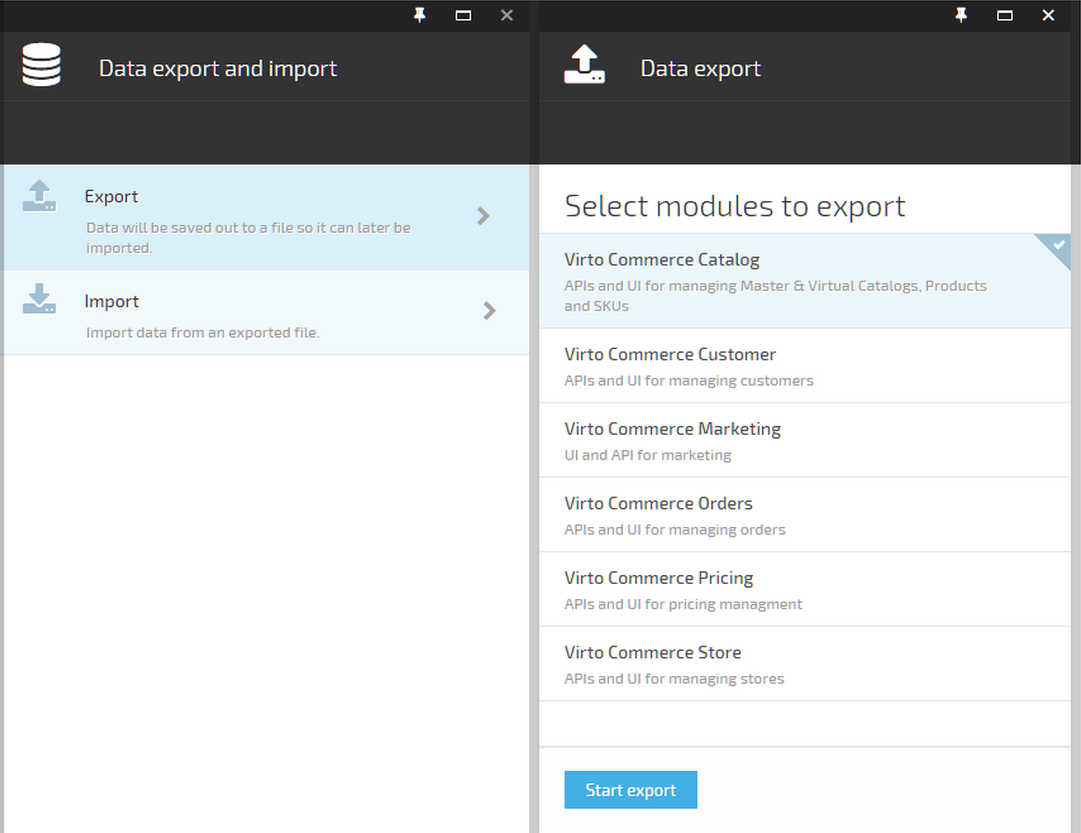 Data export and import
Export
Data will be saved out to a file so it can later be
imported.
Import
Import data from an exported file.
Data export
Select modules to export
Virto Commerce Catalog
APIs and UI for managing Master & Virtual Catalogs, Products
and SKUs
Virto Commerce Customer
APIs and UI for managing customers
Virto Commerce Marketing
UI and API for marketing
Virto Commerce Orders
APIs and UI for managing orders
Virto Commerce Pricing
APIs and UI for pricing managment
Virto Commerce Store
APIs and UI for managing stores
Start export